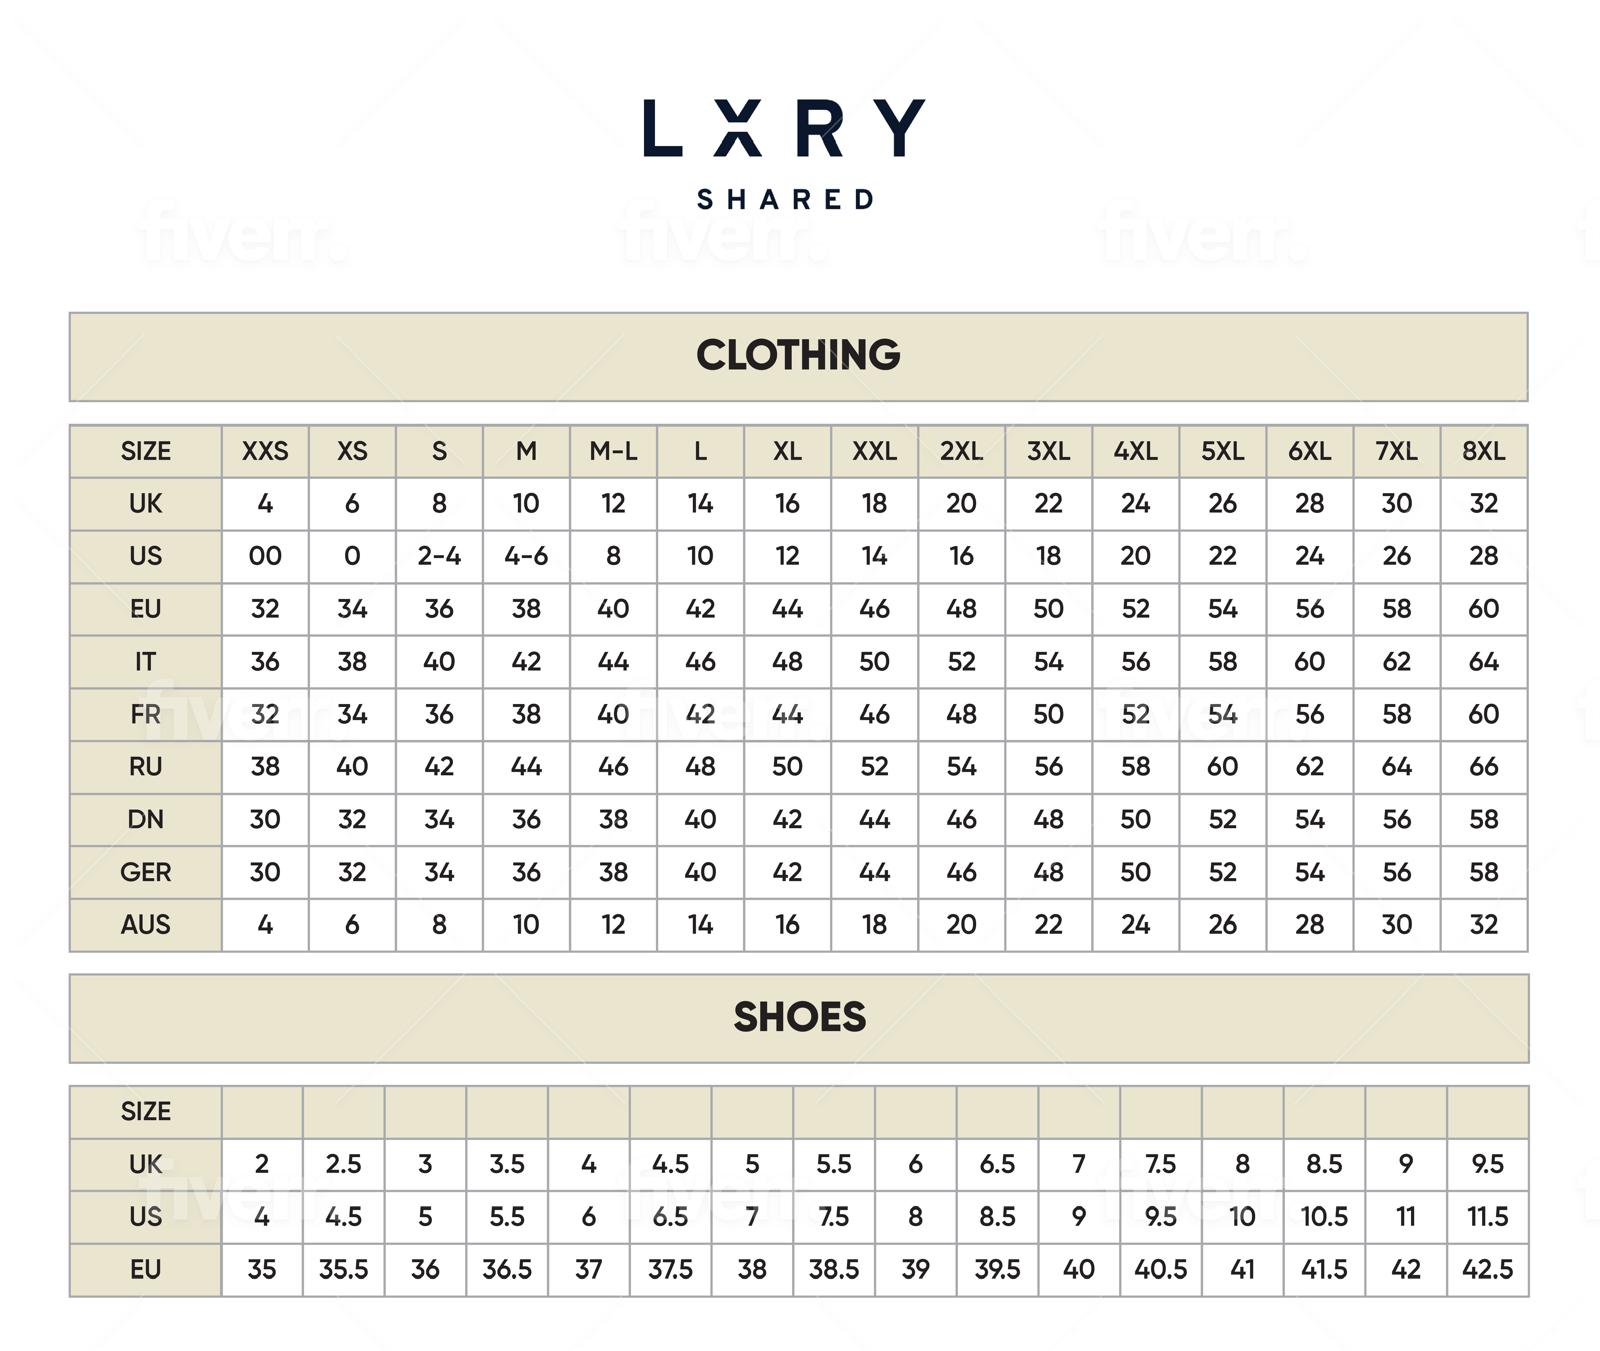 LXRY
SHARED
fiverr. fiverr. fiverr.
CLOTHING
SIZE XXS XS S M M-L L XL XXL 2XL 3XL 4XL 5XL 6XL 7XL 8XL
UK 4 6 8 10 12 14 16 18 20 22 24 26 28 30 32
US 00 0 2-4 4-6 8 10 12 14 16 18 20 22 24 26 28
EU 32 34 36 38 40 42 44 46 48 50 52 54 56 58 60
IT 36 38 40 42 44 46 48 50 52 54 56 58 60 62 64
FR 32 34 36 38 40 42 44 46 48 50 52 54 56 58 60
fiverr. fiverr. fiverr.
RU 38 40 42 44 46 48 50 52 54 56 58 60 62 64 66
DN 30 32 34 36 38 40 42 44 46 48 50 52 54 56 58
GER 30 32 34 36 38 40 42 44 46 48 50 52 54 56 58
AUS 4 6 8 10 12 14 16 18 20 22 24 26 28 30 32
SHOES
SIZE
UK 2 2.5 3 3.5 4 4.5 5 5.5 6 6.5 7 7.5 8 8.5 9 9.5
fiverr. fiverr. fiverr.
US 4 4.5 5 5.5 6 6.5 7 7.5 8 8.5 9 9.5 10 10.5 11 11.5
EU 35 35.5 36 36.5 37 37.5 38 38.5 39 39.5 40 40.5 41 41.5 42 42.5